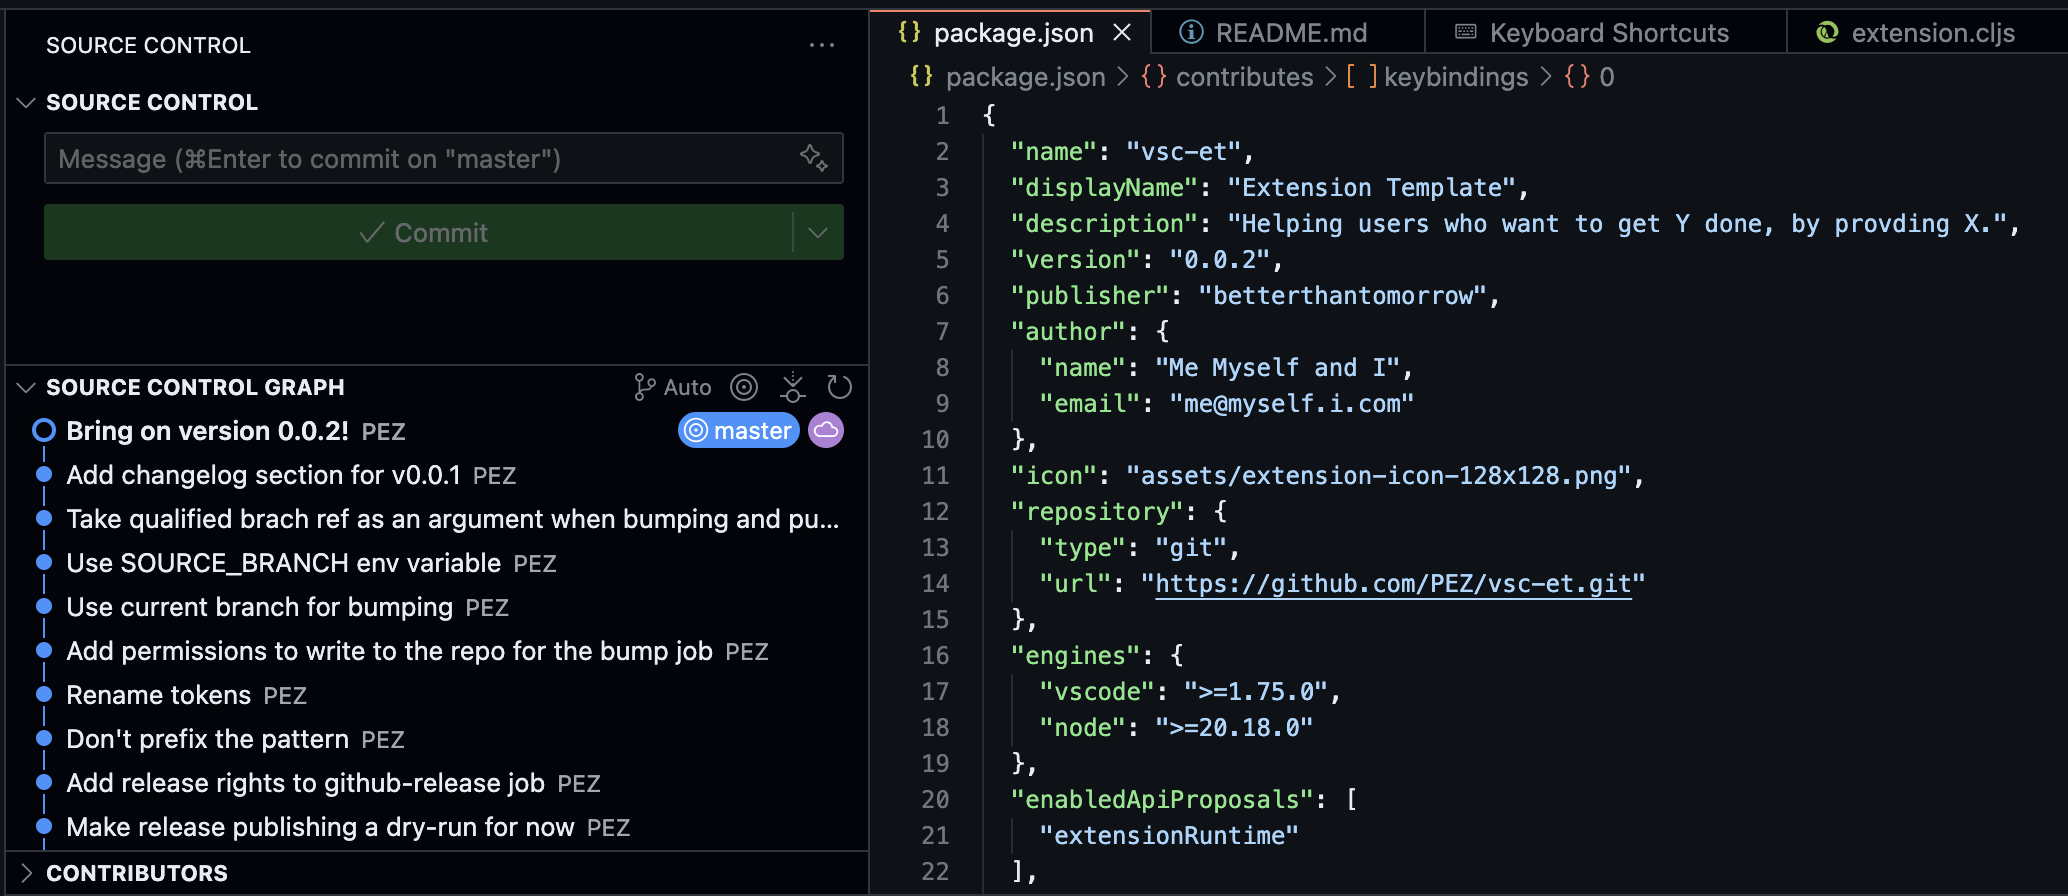 SOURCE CONTROL
SOURCE CONTROL
Message (⌘Enter to commit on "master")
Commit
SOURCE CONTROL GRAPH
Auto
Bring on version 0.0.2! PEZ
master
Add changelog section for v0.0.1 PEZ
Take qualified brach ref as an argument when bumping and pu...
Use SOURCE_BRANCH env variable PEZ
Use current branch for bumping PEZ
Add permissions to write to the repo for the bump job PEZ
Rename tokens PEZ
Don't prefix the pattern PEZ
Add release rights to github-release job PEZ
Make release publishing a dry-run for now PEZ
CONTRIBUTORS
{} package.json
README.md
Keyboard Shortcuts
extension.cljs
{} package.json > {} contributes > [ ] keybindings > {} 0
1 {
2 "name": "vsc-et",
3 "displayName": "Extension Template",
4 "description": "Helping users who want to get Y done, by provding X.",
5 "version": "0.0.2",
6 "publisher": "betterthantomorrow",
7 "author": {
8 "name": "Me Myself and I",
9 "email": "me@myself.i.com"
10 },
11 "icon": "assets/extension-icon-128x128.png",
12 "repository": {
13 "type": "git",
14 "url": "https://github.com/PEZ/vsc-et.git"
15 },
16 "engines": {
17 "vscode": ">=1.75.0",
18 "node": ">=20.18.0"
19 },
20 "enabledApiProposals": [
21 "extensionRuntime"
22 ],